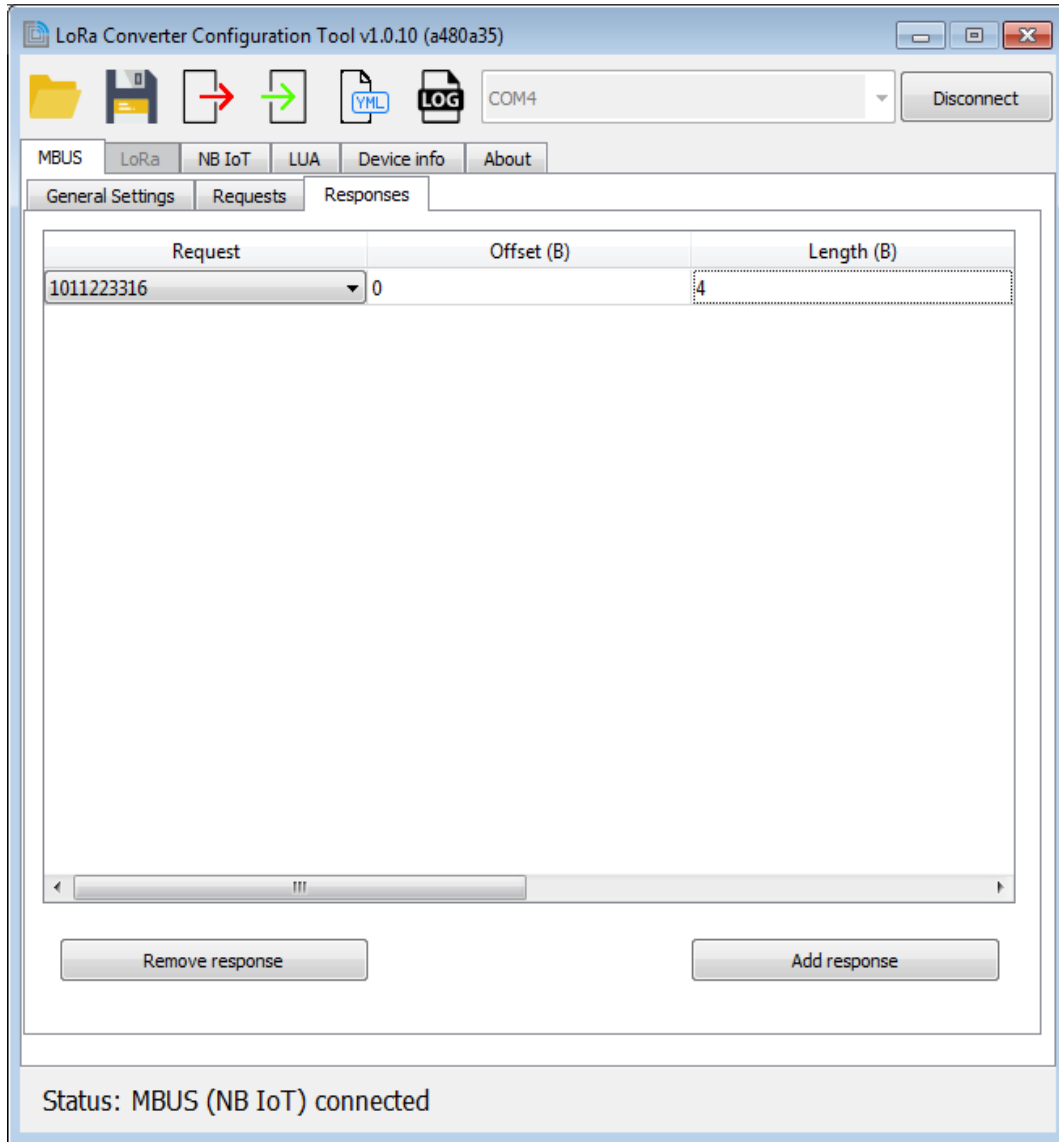 LoRa Converter Configuration Tool v1.0.10 (a480a35)
YML LOG COM4 Disconnect
MBUS LoRa NB IoT LUA Device info About
General Settings Requests Responses
Request Offset (B) Length (B)
1011223316 0 4
Remove response Add response
Status: MBUS (NB IoT) connected